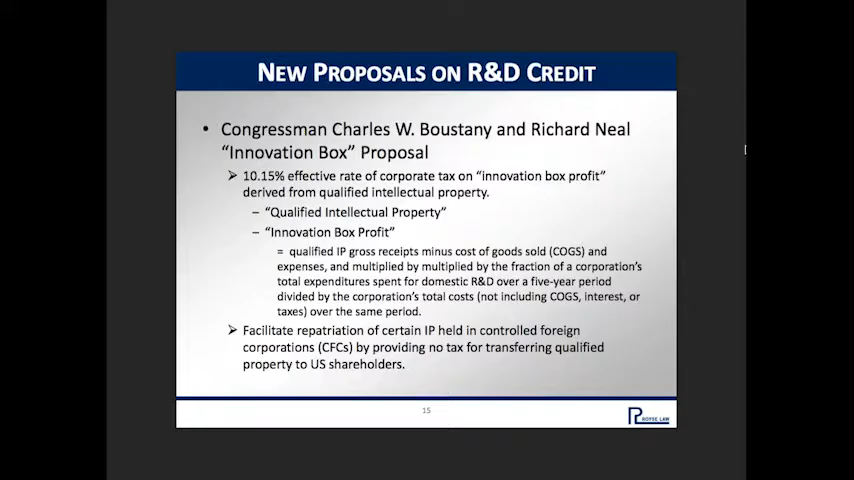 NEW PROPOSALS ON R&D CREDIT
• Congressman Charles W. Boustany and Richard Neal
“Innovation Box” Proposal
➢ 10.15% effective rate of corporate tax on “innovation box profit”
derived from qualified intellectual property.
– “Qualified Intellectual Property”
– “Innovation Box Profit”
= qualified IP gross receipts minus cost of goods sold (COGS) and
expenses, and multiplied by multiplied by the fraction of a corporation’s
total expenditures spent for domestic R&D over a five-year period
divided by the corporation’s total costs (not including COGS, interest, or
taxes) over the same period.
➢ Facilitate repatriation of certain IP held in controlled foreign
corporations (CFCs) by providing no tax for transferring qualified
property to US shareholders.
15
ROYSE LAW